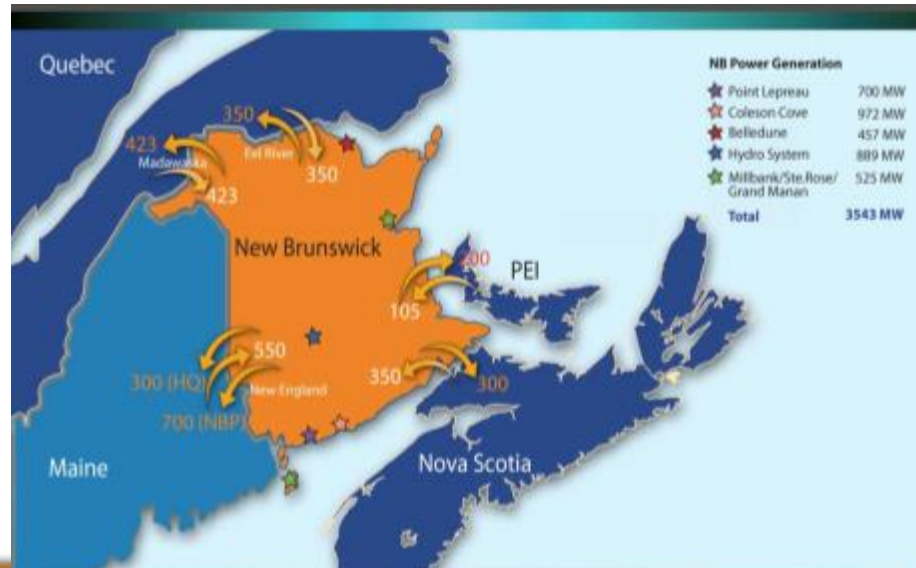 Quebec
NB Power Generation
Point Lepreau 700 MW
Coleson Cove 972 MW
Belledune 457 MW
Hydro System 889 MW
Millbank/Ste.Rose/ 525 MW
Grand Manan
Total 3543 MW
350
423
Madawaska
Eel River
350
423
New Brunswick
200
PEI
105
550
350
300
300 (HQ)
New England
700 (NBP)
Maine
Nova Scotia